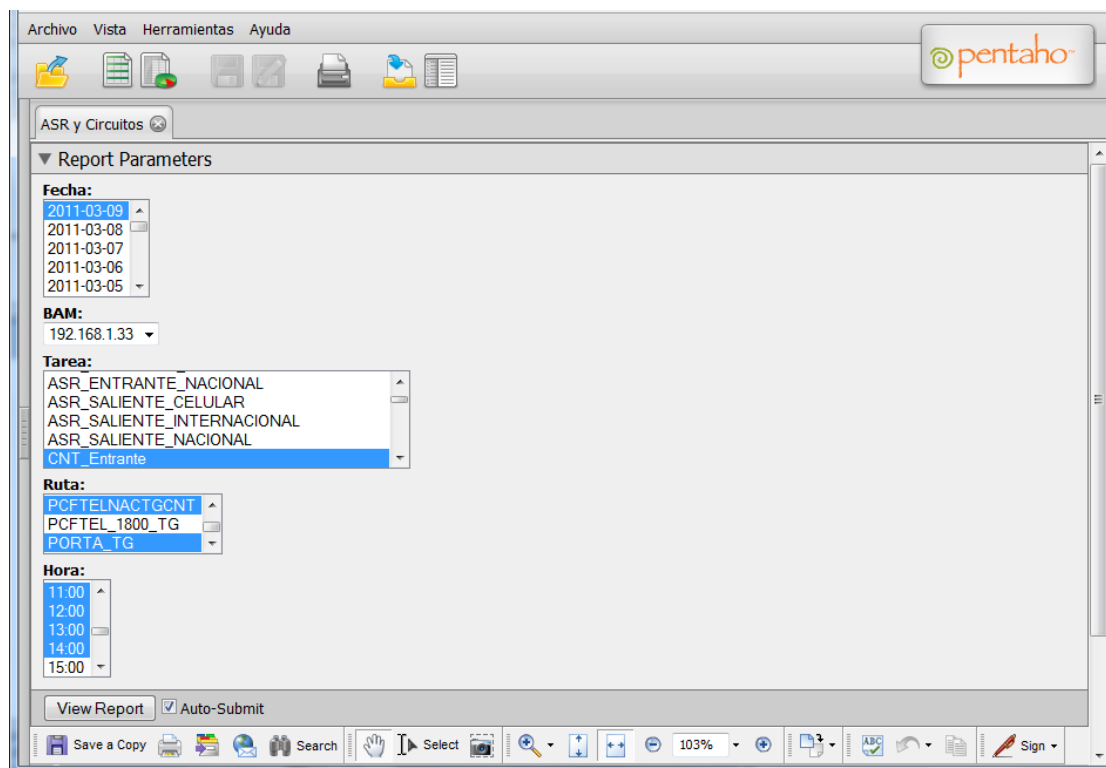 Archivo Vista Herramientas Ayuda
pentaho
ASR y Circuitos
Report Parameters
Fecha:
2011-03-09
2011-03-08
2011-03-07
2011-03-06
2011-03-05
BAM:
192.168.1.33
Tarea:
ASR_ENTRANTE_NACIONAL
ASR_SALIENTE_CELULAR
ASR_SALIENTE_INTERNACIONAL
ASR_SALIENTE_NACIONAL
CNT_Entrante
Ruta:
PCFTELNACTGCNT
PCFTEL_1800_TG
PORTA_TG
Hora:
11:00
12:00
13:00
14:00
15:00
View Report Auto-Submit
Save a Copy Search Select 103% ABC Sign